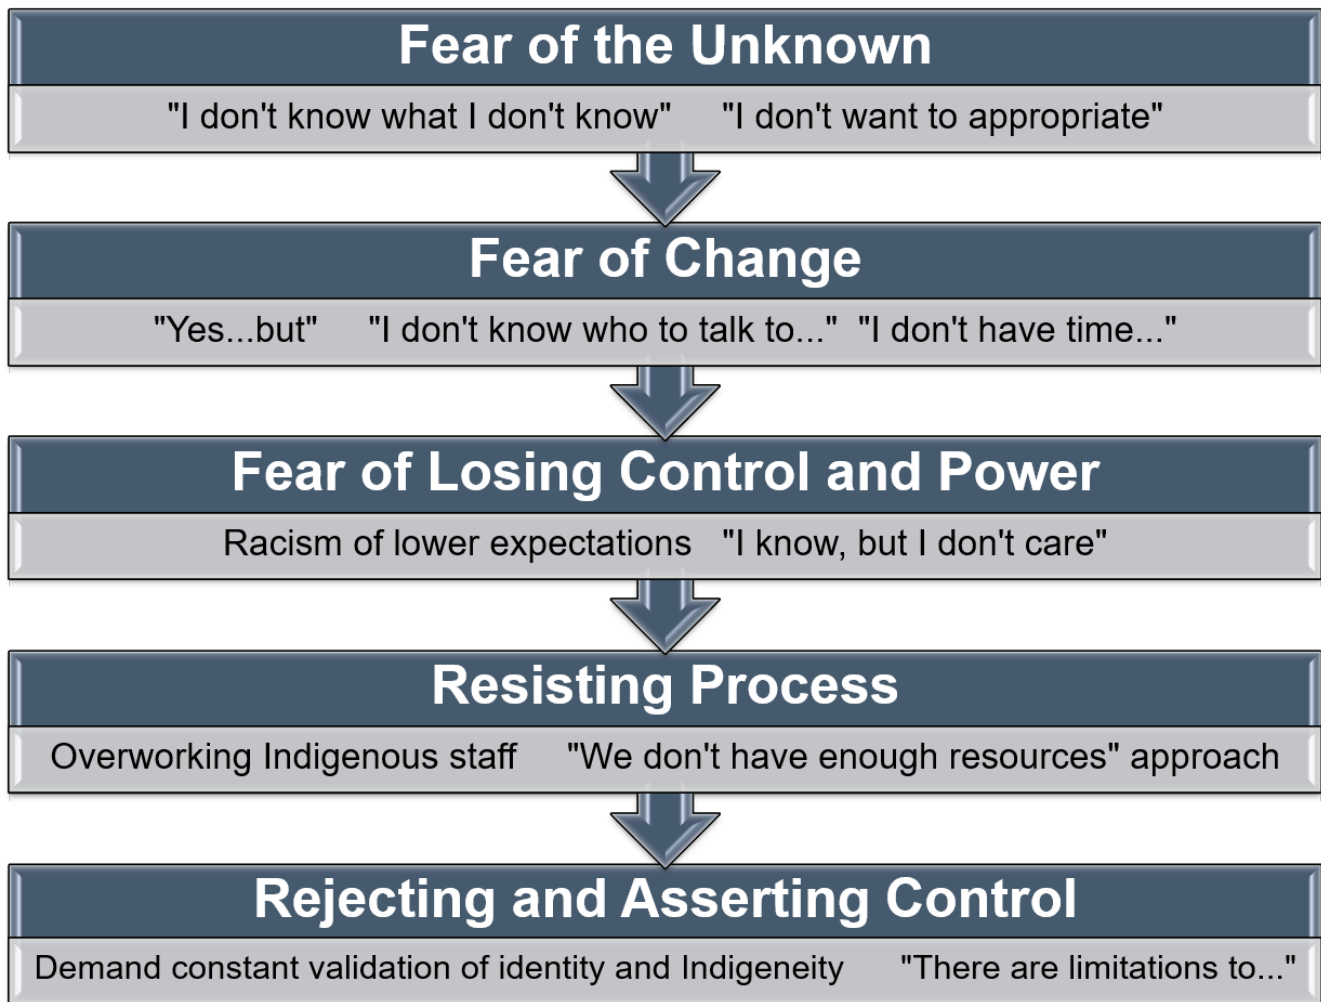 Fear of the Unknown
"I don't know what I don't know" "I don't want to appropriate"
Fear of Change
"Yes...but" "I don't know who to talk to..." "I don't have time..."
Fear of Losing Control and Power
Racism of lower expectations "I know, but I don't care"
Resisting Process
Overworking Indigenous staff "We don't have enough resources" approach
Rejecting and Asserting Control
Demand constant validation of identity and Indigeneity "There are limitations to..."